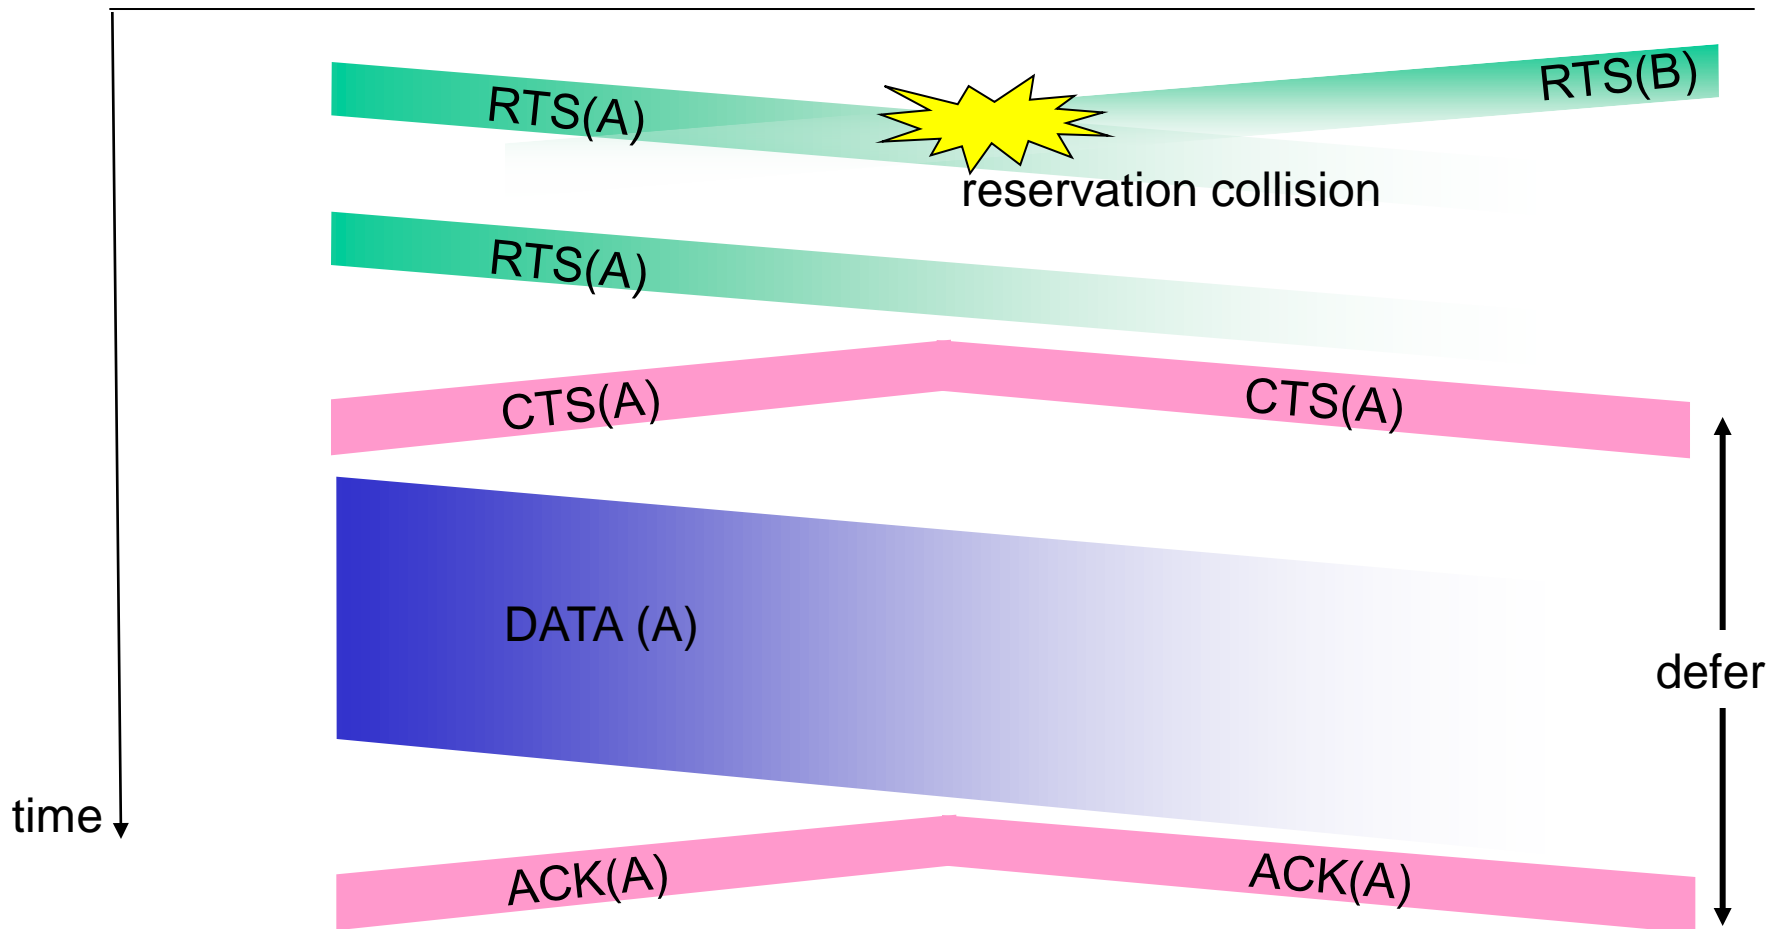 RTS(A)
RTS(B)
reservation collision
RTS(A)
CTS(A)
CTS(A)
DATA (A)
defer
time
ACK(A)
ACK(A)